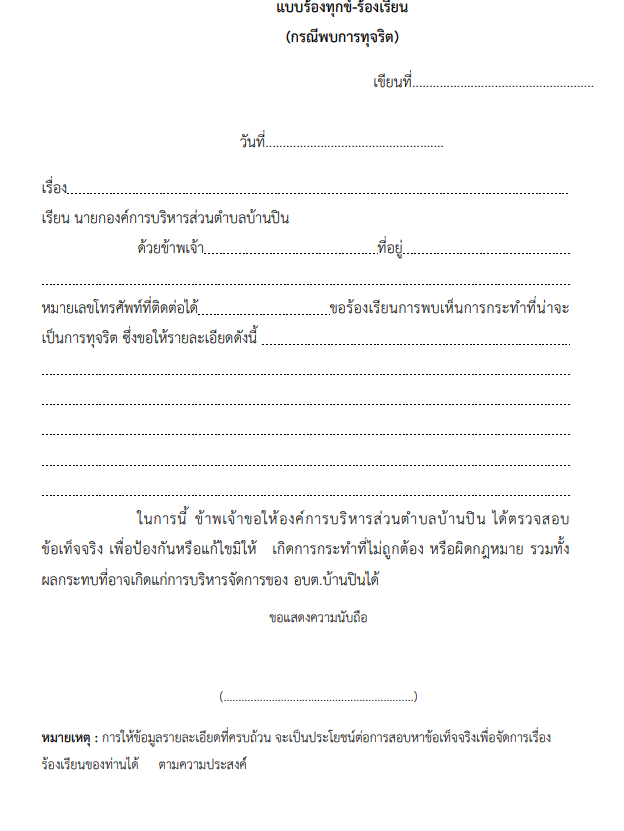 แบบร้องทุกข์-ร้องเรียน
(กรณีพบการทุจริต)
เขียนที่.....................................................
วันที่....................................................
เรื่อง....................................................................................................
เรียน นายกองค์การบริหารส่วนตำบลบ้านปิน
ด้วยข้าพเจ้า............................................ที่อยู่..........................................
....................................................................................................
หมายเลขโทรศัพท์ที่ติดต่อได้.................................ขอร้องเรียนการพบเห็นการกระทำที่น่าจะ
เป็นการทุจริต ซึ่งขอให้รายละเอียดดังนี้ ..............................................................................
....................................................................................................
....................................................................................................
....................................................................................................
....................................................................................................
....................................................................................................
ในการนี้ ข้าพเจ้าขอให้องค์การบริหารส่วนตำบลบ้านปิน ได้ตรวจสอบ
ข้อเท็จจริง เพื่อป้องกันหรือแก้ไขมิให้ เกิดการกระทำที่ไม่ถูกต้อง หรือผิดกฎหมาย รวมทั้ง
ผลกระทบที่อาจเกิดแก่การบริหารจัดการของ อบต.บ้านปินได้
ขอแสดงความนับถือ
(................................................................)
หมายเหตุ : การให้ข้อมูลรายละเอียดที่ครบถ้วน จะเป็นประโยชน์ต่อการสอบหาข้อเท็จจริงเพื่อจัดการเรื่อง
ร้องเรียนของท่านได้ ตามความประสงค์